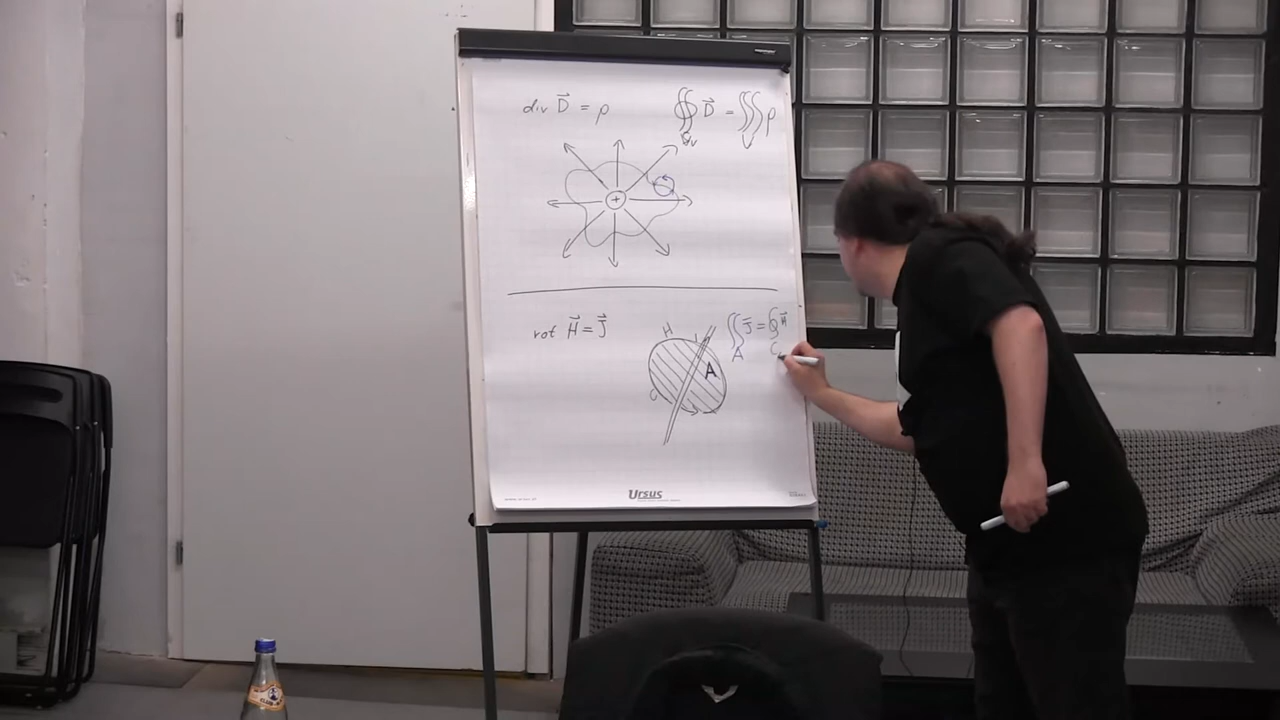 div D⃗ = ρ
∯ D⃗ = ∭ ρ
V
+
rot H⃗ = J⃗
H
A
∬ J⃗ = ∮ H⃗
A
C
Ursus